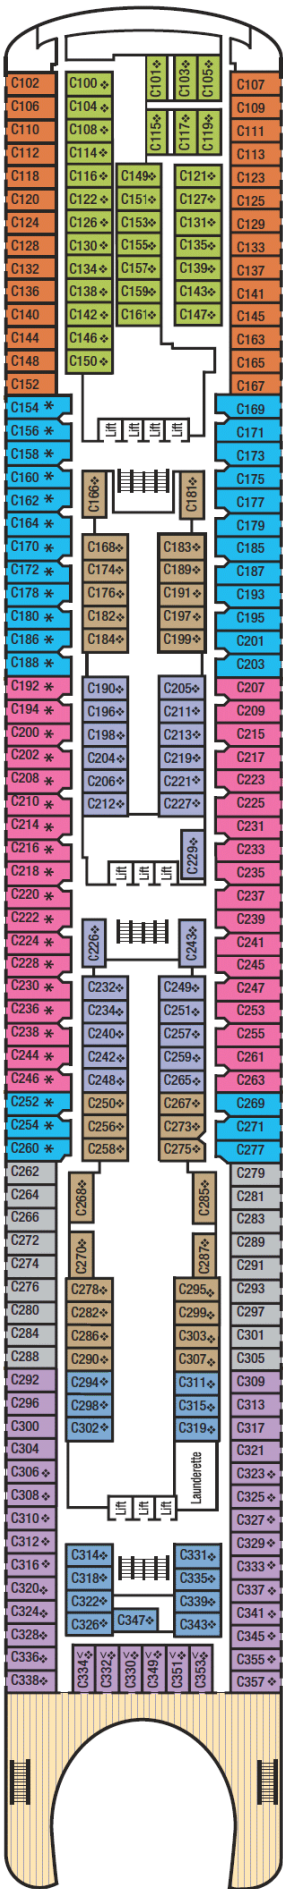 C101❖ C103❖ C105❖
C102 C100❖ C107
C106 C104❖ C109
C110 C108❖ C115❖ C117❖ C119❖ C111
C112 C114❖ C113
C118 C116❖ C149❖ C121❖ C123
C120 C122❖ C151❖ C127❖ C125
C124 C126❖ C153❖ C131❖ C129
C128 C130❖ C155❖ C135❖ C133
C132 C134❖ C157❖ C139❖ C137
C136 C138❖ C159❖ C143❖ C141
C140 C142❖ C161❖ C147❖ C145
C144 C146❖ C163
C148 C150❖ C165
C152 C167
C154 * C169
C156 * Lift Lift Lift Lift C171
C158 * C173
C160 * C166❖ C181❖ C175
C162 * C177
C164 * C179
C170 * C168❖ C183❖ C185
C172 * C174❖ C189❖ C187
C178 * C176❖ C191❖ C193
C180 * C182❖ C197❖ C195
C186 * C184❖ C199❖ C201
C188 * C203
C192 * C190❖ C205❖ C207
C194 * C196❖ C211❖ C209
C200 * C198❖ C213❖ C215
C202 * C204❖ C219❖ C217
C208 * C206❖ C221❖ C223
C210 * C212❖ C227❖ C225
C214 * C231
C216 * C229❖ C233
C218 * Lift Lift Lift C235
C220 * C237
C222 * C239
C224 * C226❖ C243❖ C241
C228 * C245
C230 * C232❖ C249❖ C247
C236 * C234❖ C251❖ C253
C238 * C240❖ C257❖ C255
C244 * C242❖ C259❖ C261
C246 * C248❖ C265❖ C263
C252 * C250❖ C267❖ C269
C254 * C256❖ C273❖ C271
C260 * C258❖ C275❖ C277
C262 C279
C264 C268❖ C285❖ C281
C266 C283
C272 C270❖ C287❖ C289
C274 C291
C276 C278❖ C295❖ C293
C280 C282❖ C299❖ C297
C284 C286❖ C303❖ C301
C288 C290❖ C307❖ C305
C292 C294❖ C311❖ C309
C296 C298❖ C315❖ C313
C300 C302❖ C319❖ C317
C304 C321
C306❖ Launderette C323❖
C308❖ Lift Lift Lift C325❖
C310❖ C327❖
C312❖ C314❖ C331❖ C329❖
C316❖ C318❖ C335❖ C333❖
C320❖ C322❖ C339❖ C337❖
C324❖ C326❖ C347❖ C343❖ C341❖
C328❖ C345❖
C336❖ C334❖< C332❖< C330❖ C348❖< C351❖< C353❖< C355❖
C338❖ C357❖